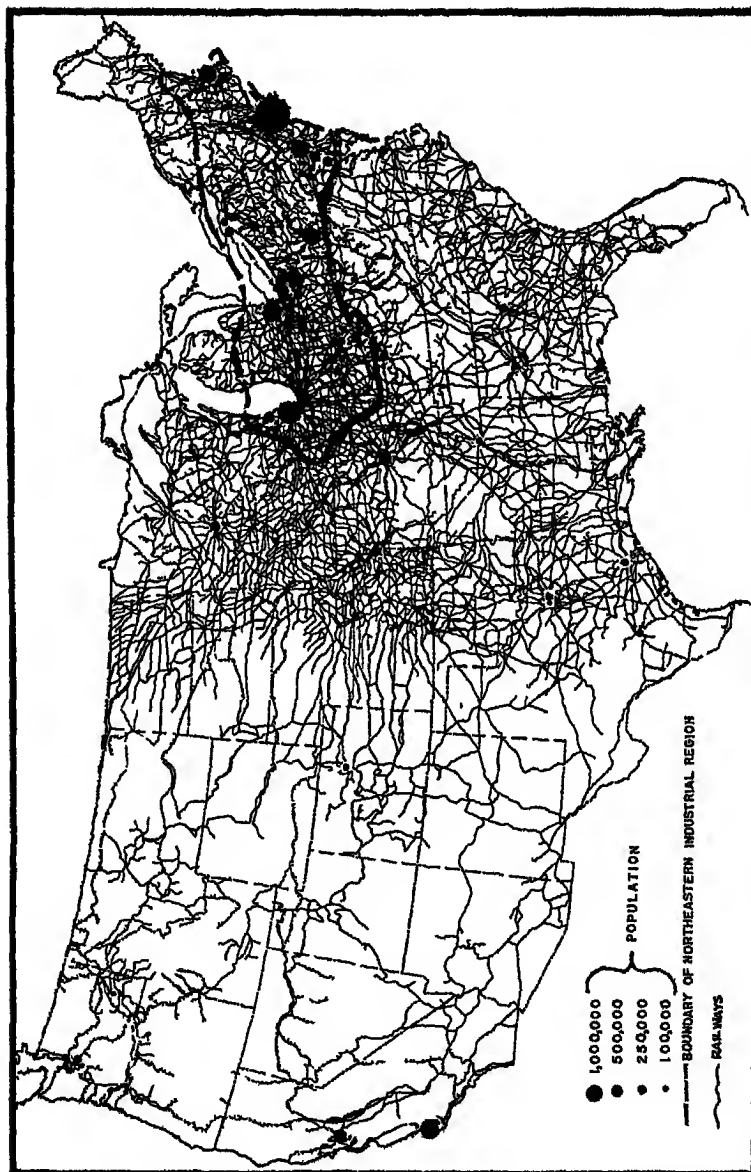 1,000,000
500,000
250,000
100,000
POPULATION
BOUNDARY OF NORTHEASTERN INDUSTRIAL REGION
RAILWAYS